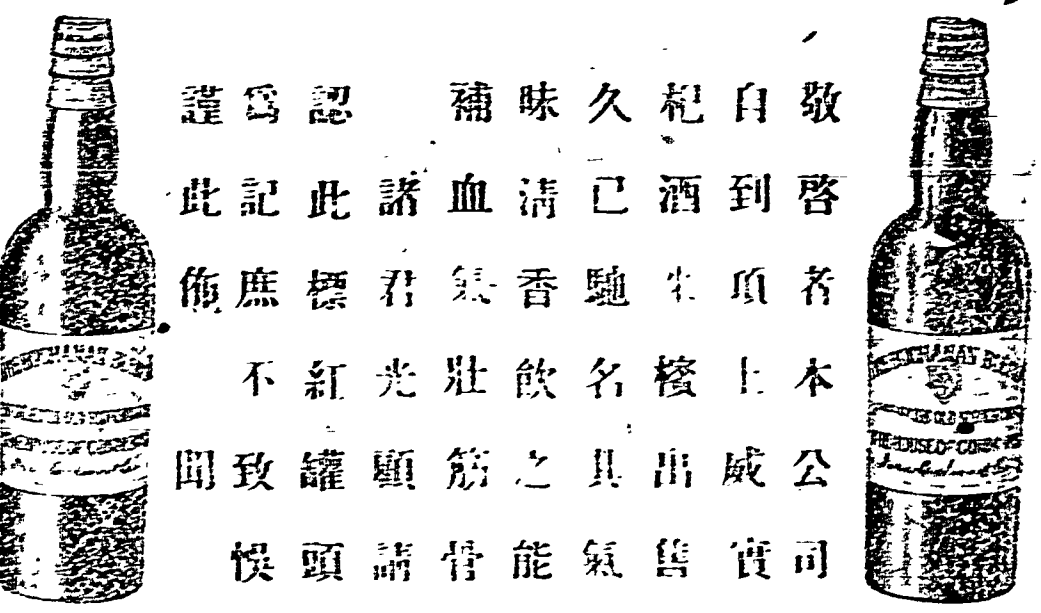 敬啓者本公司
自到頂上威實
杞酒出售
久已馳名其氣
味清香飲之能
補血氣壯筋骨
諸君光顧請
認此標紅罐頭
爲記庶不致悞
謹此佈聞
HOUSE OF